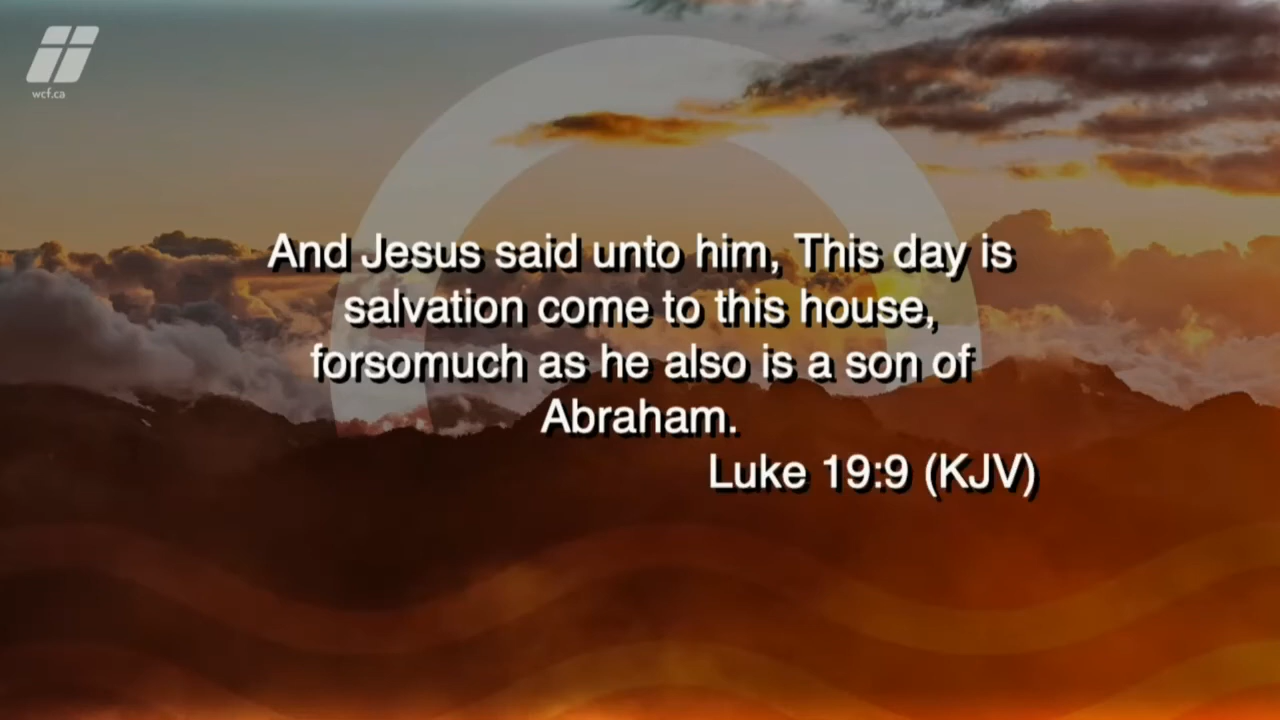 wcf.ca
And Jesus said unto him, This day is
salvation come to this house,
forsomuch as he also is a son of
Abraham.
Luke 19:9 (KJV)